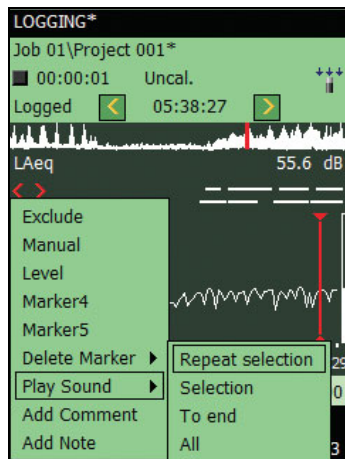 LOGGING*
Job 01\Project 001*
00:00:01 Uncal.
Logged < 05:38:27 >
LAeq 55.6 dB
< >
Exclude
Manual
Level
Marker4
Marker5
Delete Marker
Repeat selection
Play Sound
Selection
Add Comment
To end
Add Note
All